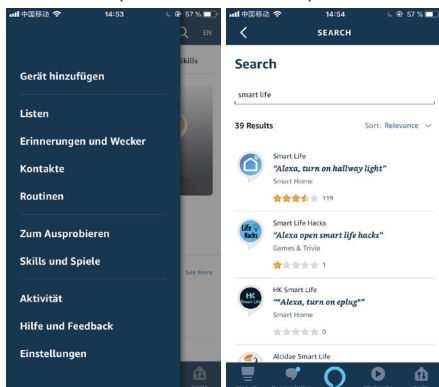 中国移动 14:53 57 %
EN
Skills
Gerät hinzufügen
Listen
Erinnerungen und Wecker
Kontakte
Routinen
Zum Ausprobieren
Skills und Spiele
See More
Aktivität
Hilfe und Feedback
Einstellungen
中国移动 14:54 57 %
SEARCH
Search
smart life
39 Results Sort: Relevance
Smart Life
"Alexa, turn on hallway light"
Smart Home
119
Life Hacks
Smart Life Hacks
"Alexa open smart life hacks"
Games & Trivia
1
HK
HK Smart Life
""Alexa, turn on eplug""
Smart Home
0
Alcidae Smart Life